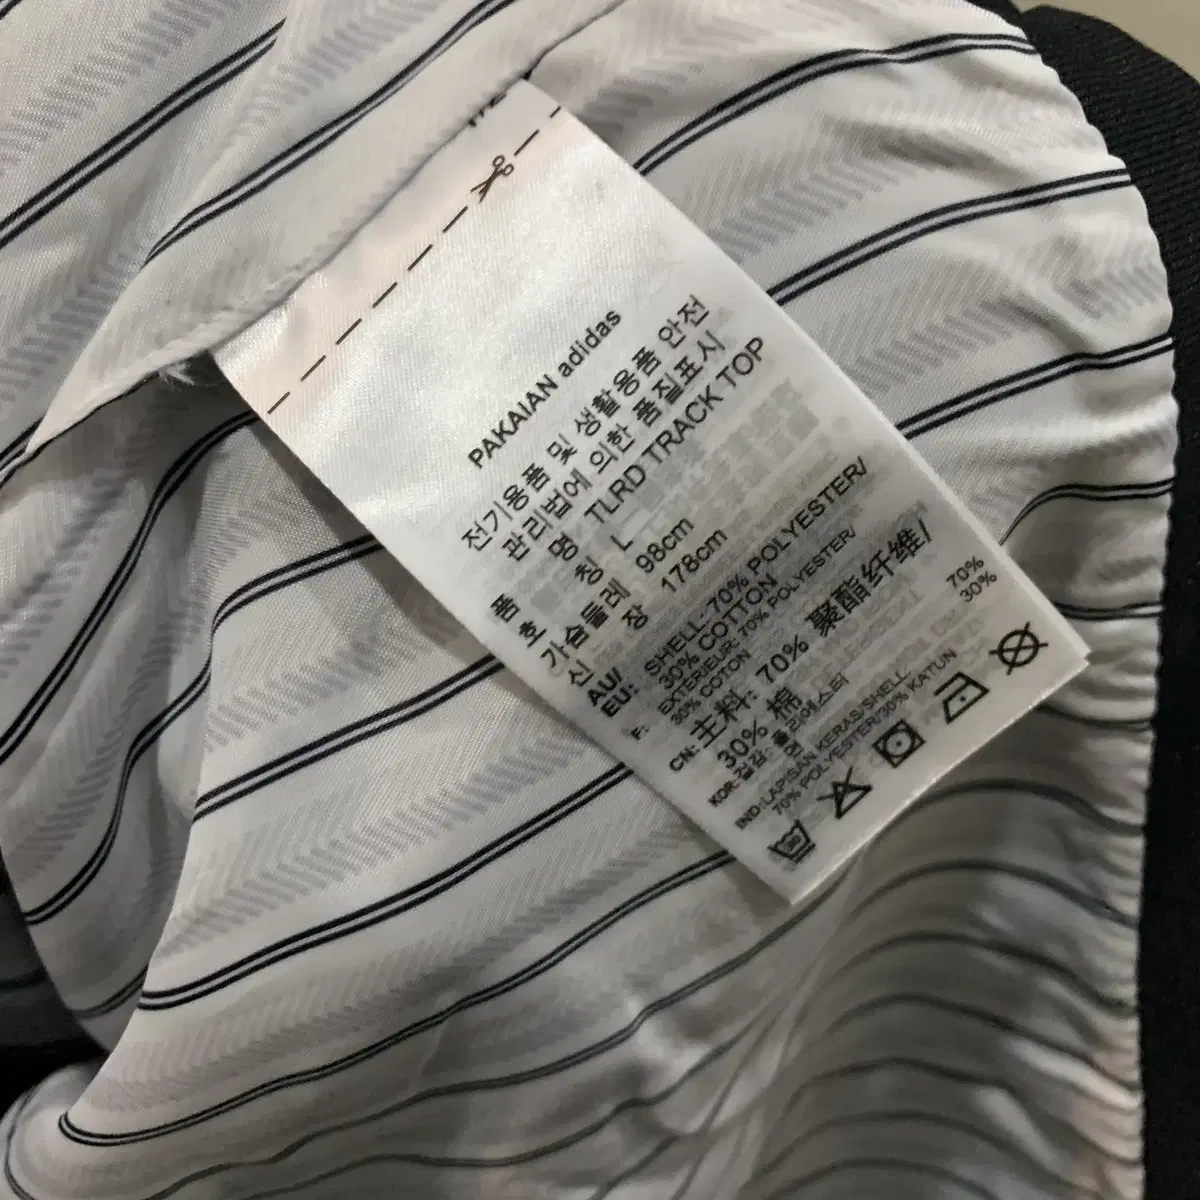 PAKAIAN adidas
전기용품 및 생활용품 안전
관리법에 의한 품질표시
품 명 TLRD TRACK TOP
호 칭 L
가슴둘레 98cm
신 장 178cm
AU/ SHELL: 70% POLYESTER/
EU: 30% COTTON
F: EXTERIEUR: 70% POLYESTER/
30% COTON
CN: 主料: 70% 聚酯纤维/
30% 棉
KOR: 겉감: 폴리에스터 70%
면 30%
IND: LAPISAN KERAS/SHELL:
70% POLYESTER/30% KATUN